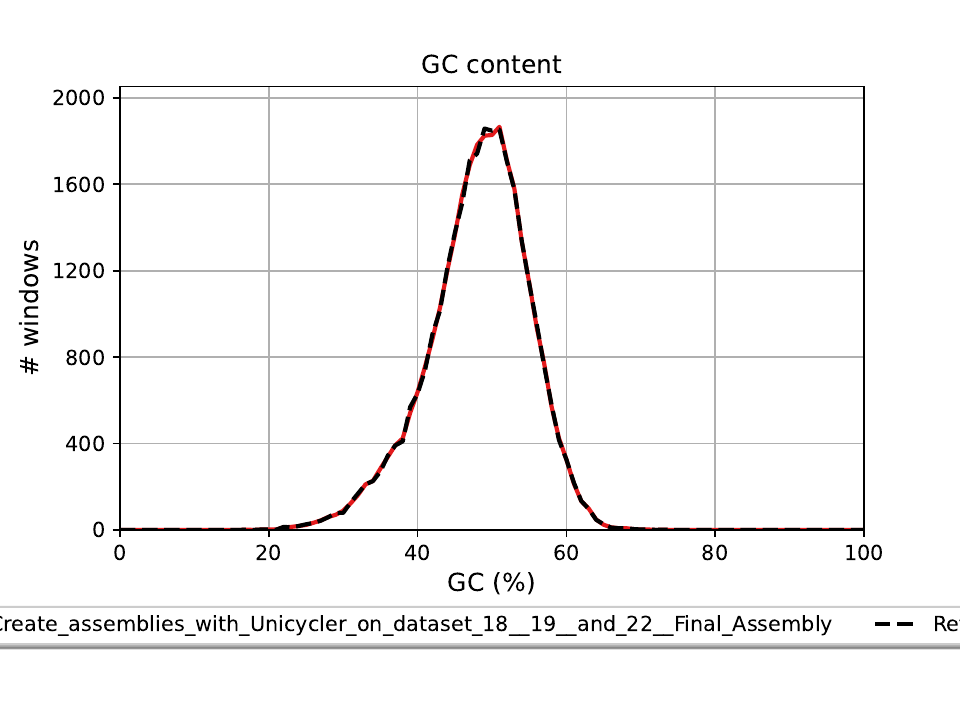 GC content
2000
1600
1200
800
400
0
# windows
0 20 40 60 80 100
GC (%)
Create_assemblies_with_Unicycler_on_dataset_18__19__and_22__Final_Assembly